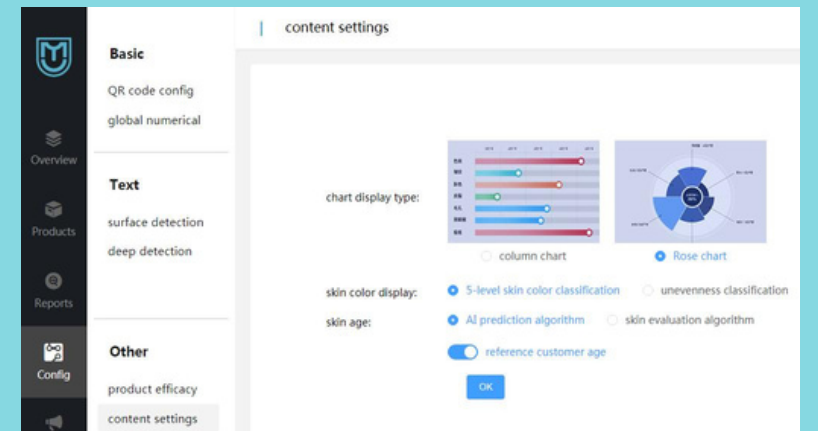 content settings
Basic
QR code config
global numerical
Overview
Text
Products
surface detection
deep detection
Reports
Other
Config
product efficacy
content settings
chart display type:
column chart
Rose chart
skin color display:
5-level skin color classification
unevenness classification
skin age:
AI prediction algorithm
skin evaluation algorithm
reference customer age
OK